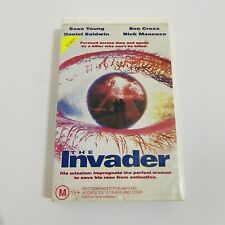 Sean Young
Ben Cross
Daniel Baldwin
Nick Mancuso
Pursued across time and space
by a killer who won't be killed.
THE
Invader
His mission: impregnate the perfect woman
to save his race from extinction.
M
15+
RECOMMENDED FOR MATURE
AUDIENCES 15 YEARS AND OVER